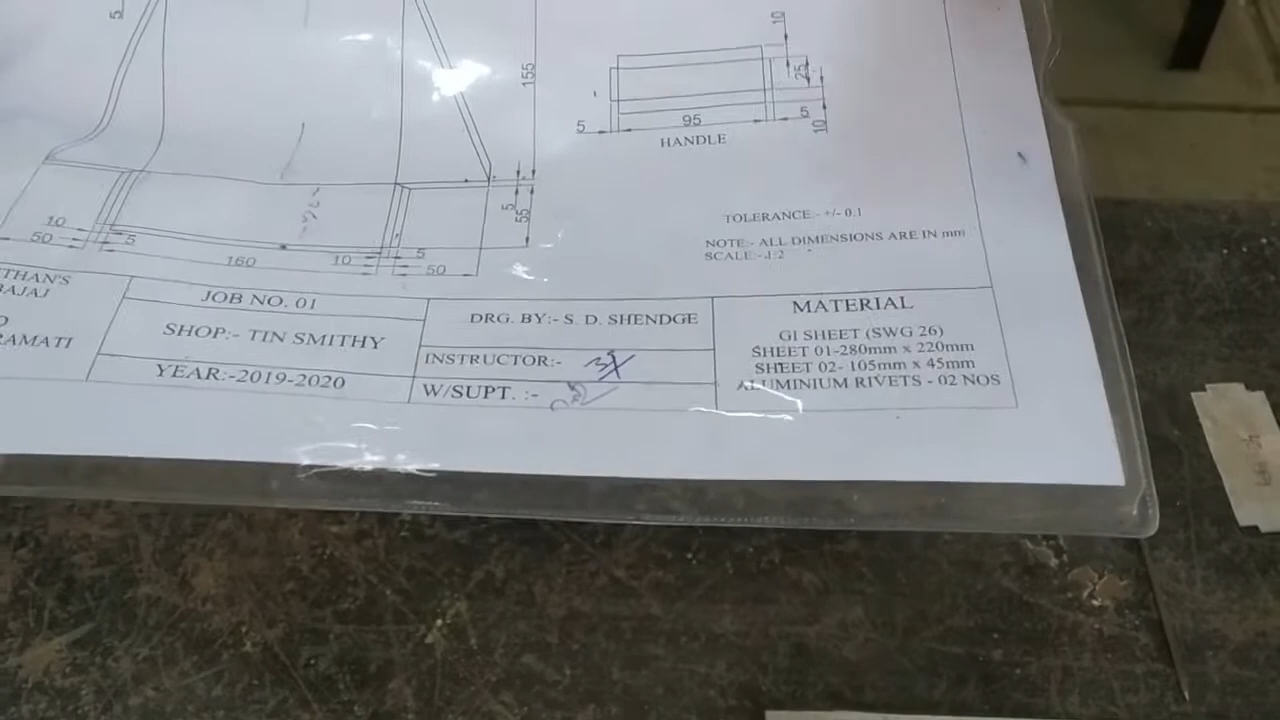 5
155
10
25
5
95
5
10
HANDLE
5
55
10
50
5
160
10
5
50
TOLERANCE:- +/- 0.1
NOTE:- ALL DIMENSIONS ARE IN mm
SCALE:- 1:2
THAN'S
BAJAJ
RAMATI
JOB NO. 01
SHOP:- TIN SMITHY
YEAR:-2019-2020
DRG. BY:- S. D. SHENDGE
INSTRUCTOR:-
W/SUPT. :-
MATERIAL
GI SHEET (SWG 26)
SHEET 01-280mm x 220mm
SHEET 02- 105mm x 45mm
ALUMINIUM RIVETS - 02 NOS